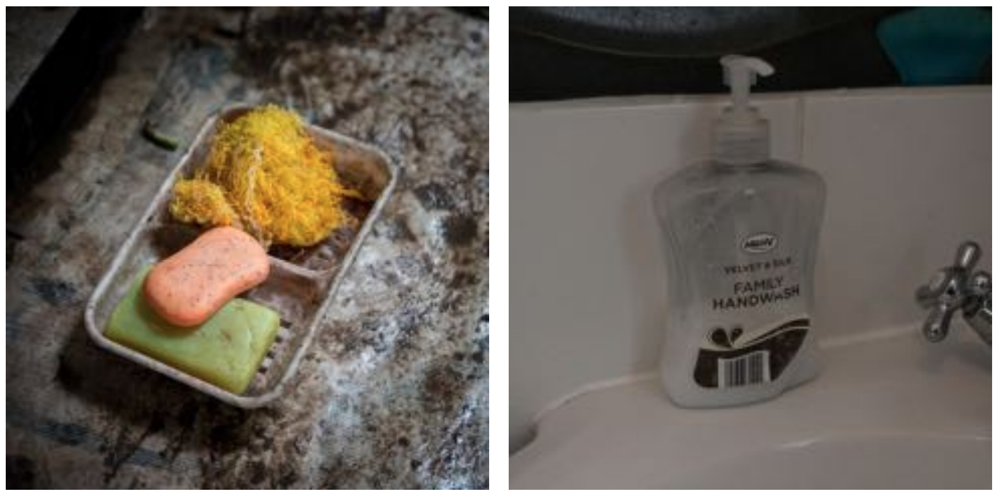 VELVET & SILK
FAMILY
HANDWASH